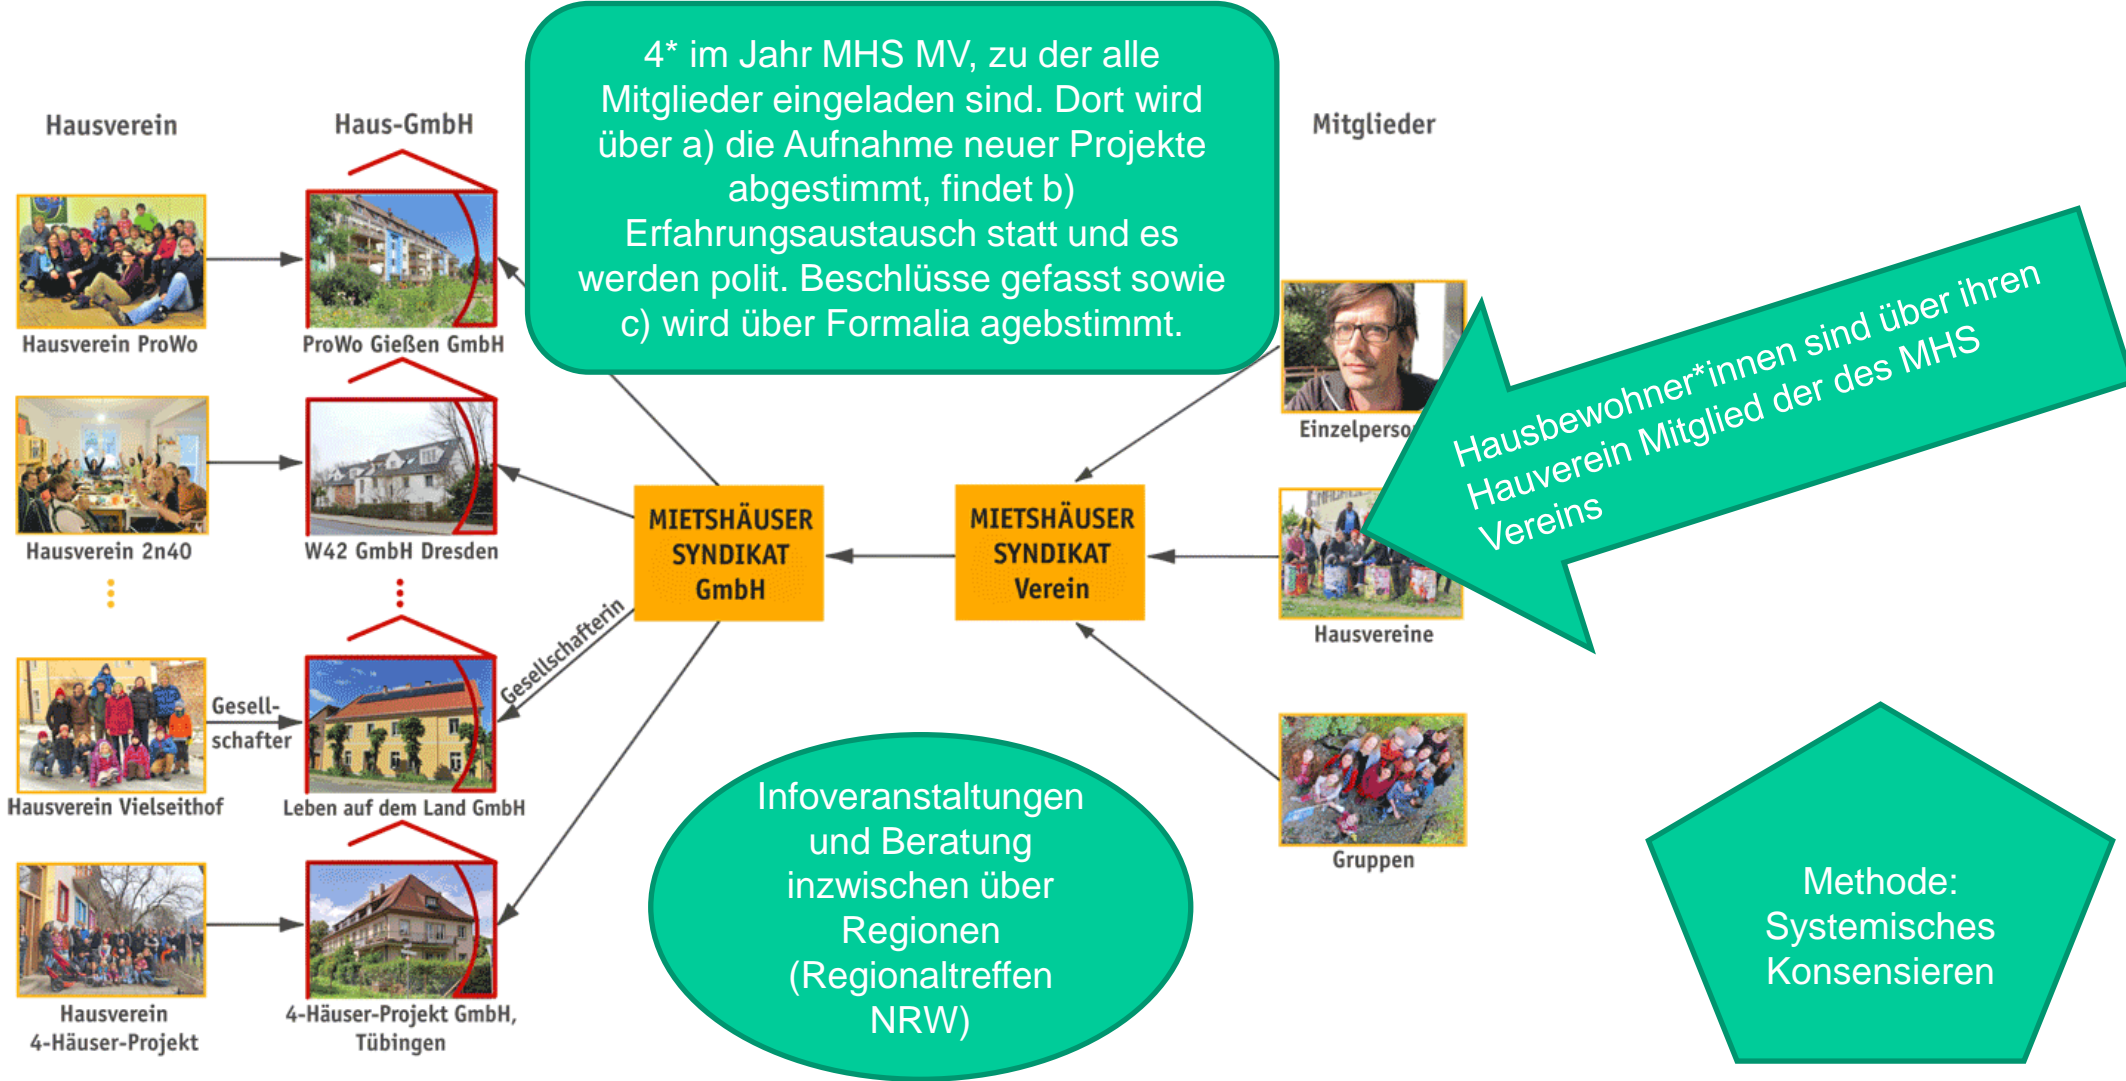 Hausverein
Haus-GmbH
Mitglieder
4* im Jahr MHS MV, zu der alle
Mitglieder eingeladen sind. Dort wird
über a) die Aufnahme neuer Projekte
abgestimmt, findet b)
Erfahrungsaustausch statt und es
werden polit. Beschlüsse gefasst sowie
c) wird über Formalia agebstimmt.
Hausverein ProWo
ProWo Gießen GmbH
Hausverein 2n40
W42 GmbH Dresden
Gesell-
schafter
Hausverein Vielseithof
Leben auf dem Land GmbH
Hausverein
4-Häuser-Projekt
4-Häuser-Projekt GmbH,
Tübingen
Gesellschafterin
MIETSHÄUSER
SYNDIKAT
GmbH
MIETSHÄUSER
SYNDIKAT
Verein
Einzelperso
Hausvereine
Gruppen
Hausbewohner*innen sind über ihren
Hauverein Mitglied der des MHS
Vereins
Infoveranstaltungen
und Beratung
inzwischen über
Regionen
(Regionaltreffen
NRW)
Methode:
Systemisches
Konsensieren